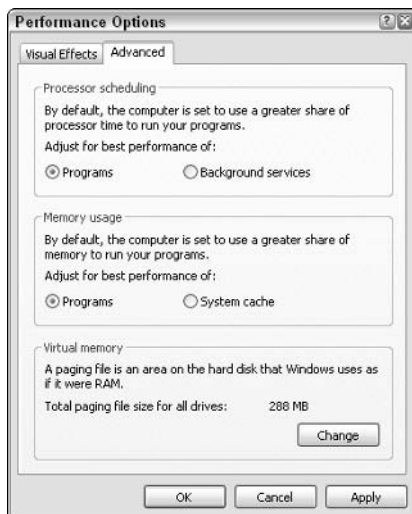 Performance Options
Visual Effects Advanced
Processor scheduling
By default, the computer is set to use a greater share of
processor time to run your programs.
Adjust for best performance of:
Programs Background services
Memory usage
By default, the computer is set to use a greater share of
memory to run your programs.
Adjust for best performance of:
Programs System cache
Virtual memory
A paging file is an area on the hard disk that Windows uses as
if it were RAM.
Total paging file size for all drives: 288 MB
Change
OK Cancel Apply